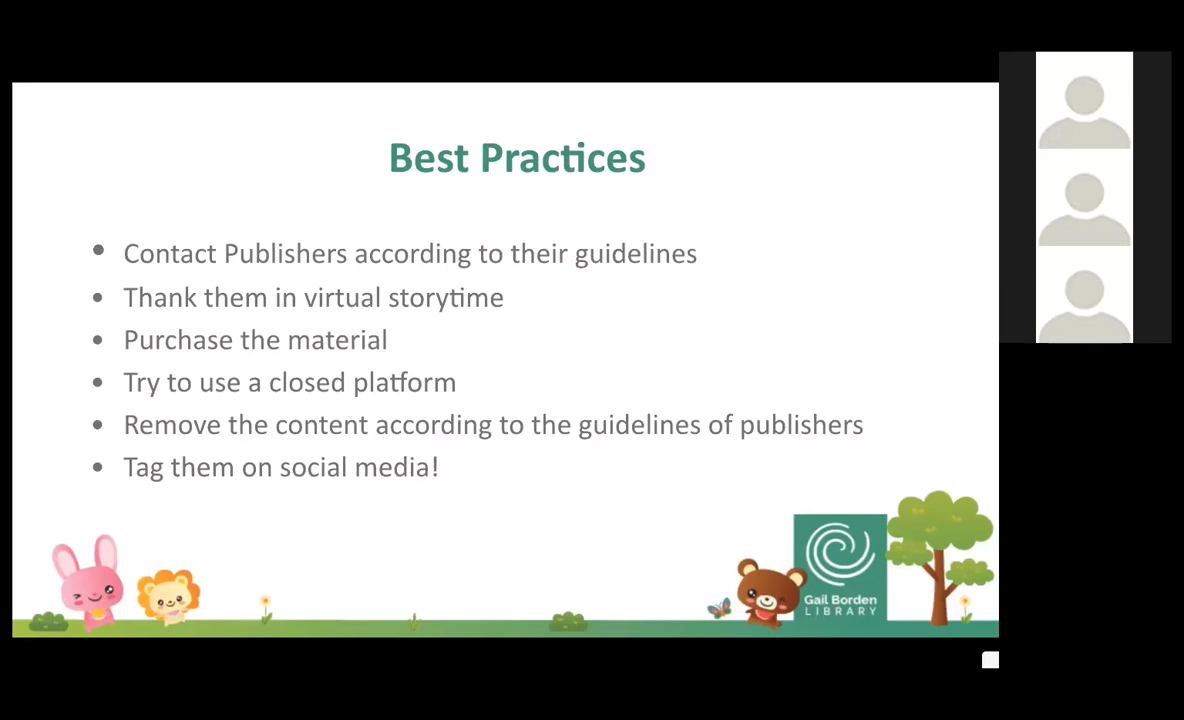 Best Practices
• Contact Publishers according to their guidelines
• Thank them in virtual storytime
• Purchase the material
• Try to use a closed platform
• Remove the content according to the guidelines of publishers
• Tag them on social media!
Gail Borden
LIBRARY